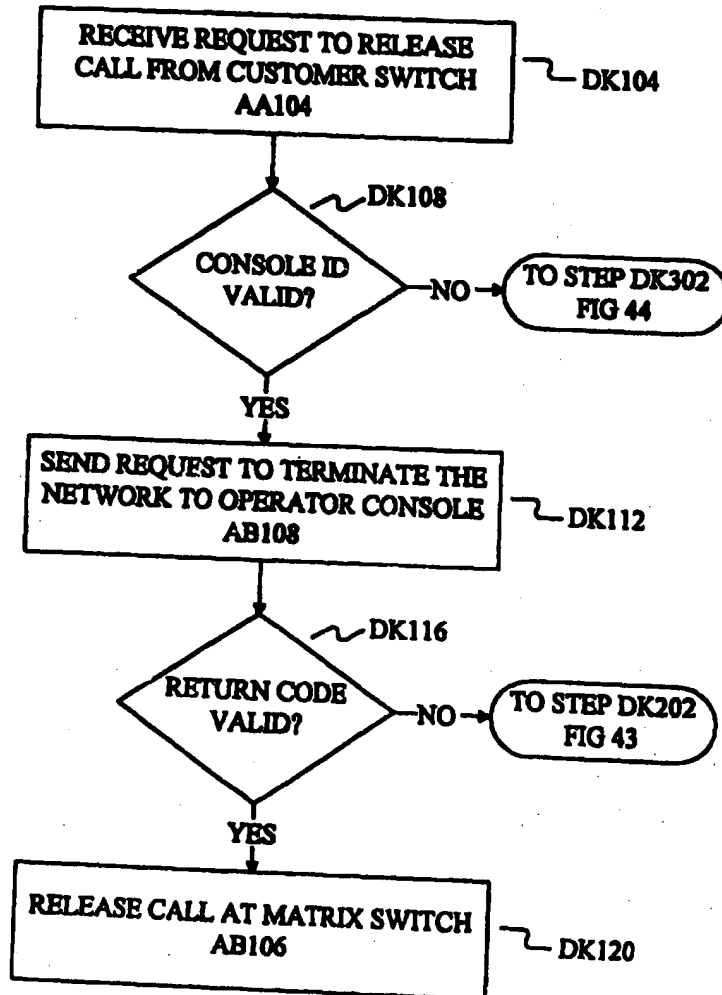 RECEIVE REQUEST TO RELEASE
CALL FROM CUSTOMER SWITCH
AA104
DK104
DK108
CONSOLE ID
VALID?
NO
TO STEP DK302
FIG 44
YES
SEND REQUEST TO TERMINATE THE
NETWORK TO OPERATOR CONSOLE
AB108
DK112
DK116
RETURN CODE
VALID?
NO
TO STEP DK202
FIG 43
YES
RELEASE CALL AT MATRIX SWITCH
AB106
DK120